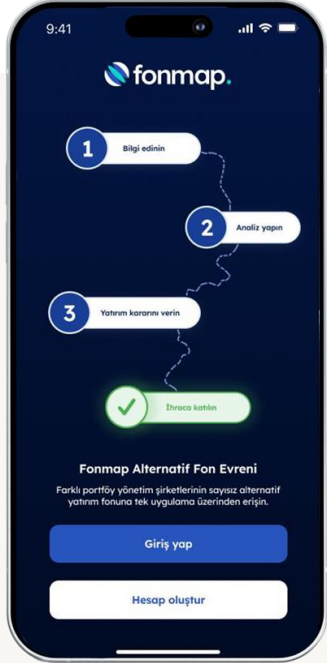 9:41
fonmap.
1
Bilgi edinin
2
Analiz yapın
3
Yatırım kararını verin
İhraca katılın
Fonmap Alternatif Fon Evreni
Farklı portföy yönetim şirketlerinin sayısız alternatif
yatırım fonuna tek uygulama üzerinden erişin.
Giriş yap
Hesap oluştur